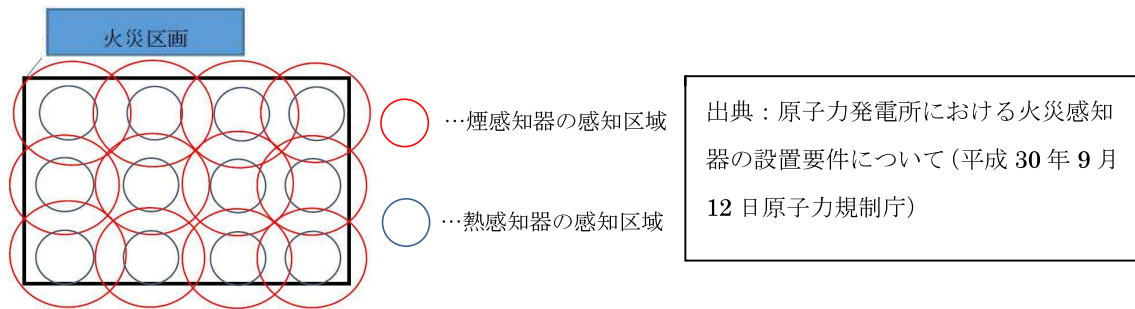 火災区画
…煙感知器の感知区域
…熱感知器の感知区域
出典：原子力発電所における火災感知
器の設置要件について（平成 30 年 9 月
12 日原子力規制庁）